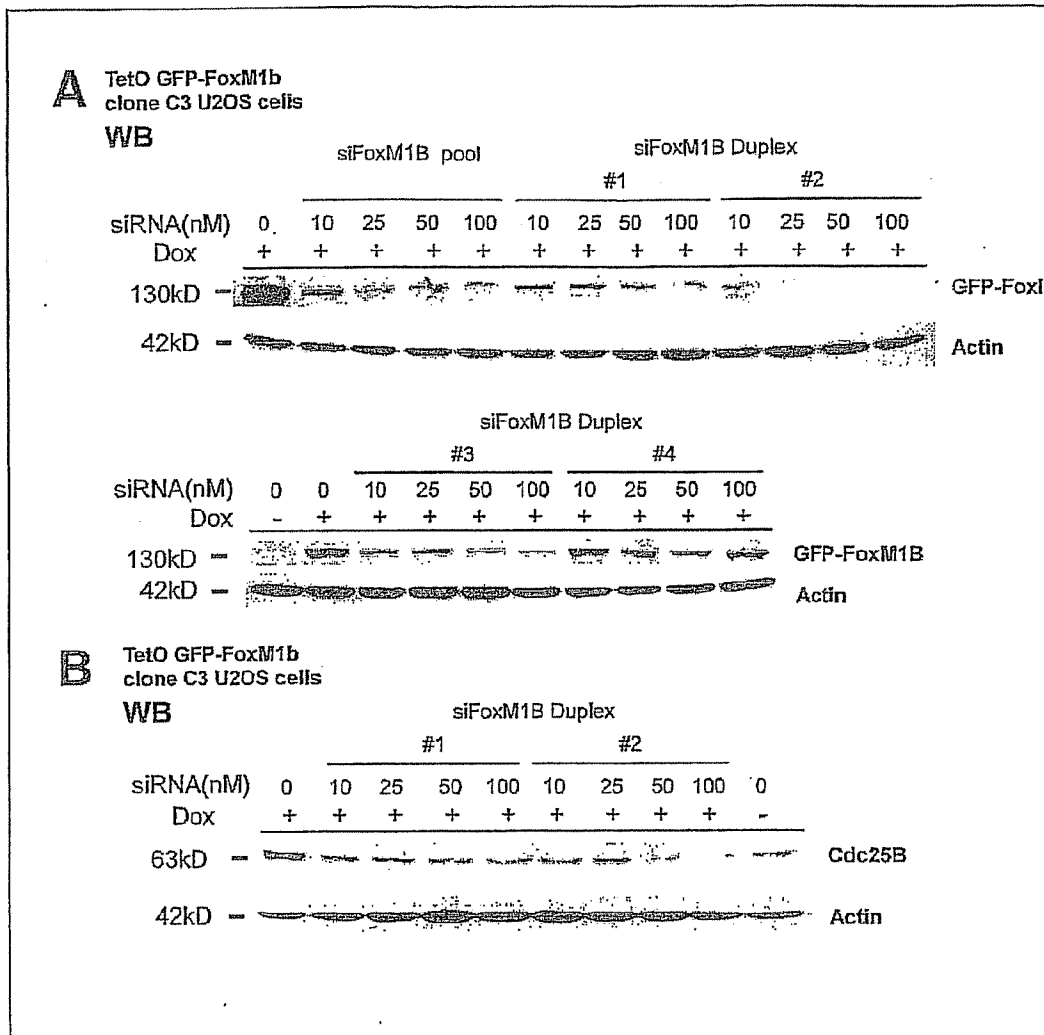 A TetO GFP-FoxM1b
clone C3 U2OS cells
WB
siFoxM1B pool siFoxM1B Duplex
#1 #2
siRNA(nM) 0 10 25 50 100 10 25 50 100 10 25 50 100
Dox + + + + + + + + + + + + +
130kD – GFP-FoxI
42kD – Actin
siFoxM1B Duplex
#3 #4
siRNA(nM) 0 0 10 25 50 100 10 25 50 100
Dox - + + + + + + + + +
130kD – GFP-FoxM1B
42kD – Actin
B TetO GFP-FoxM1b
clone C3 U2OS cells
WB
siFoxM1B Duplex
#1 #2
siRNA(nM) 0 10 25 50 100 10 25 50 100 0
Dox + + + + + + + + + -
63kD – Cdc25B
42kD – Actin